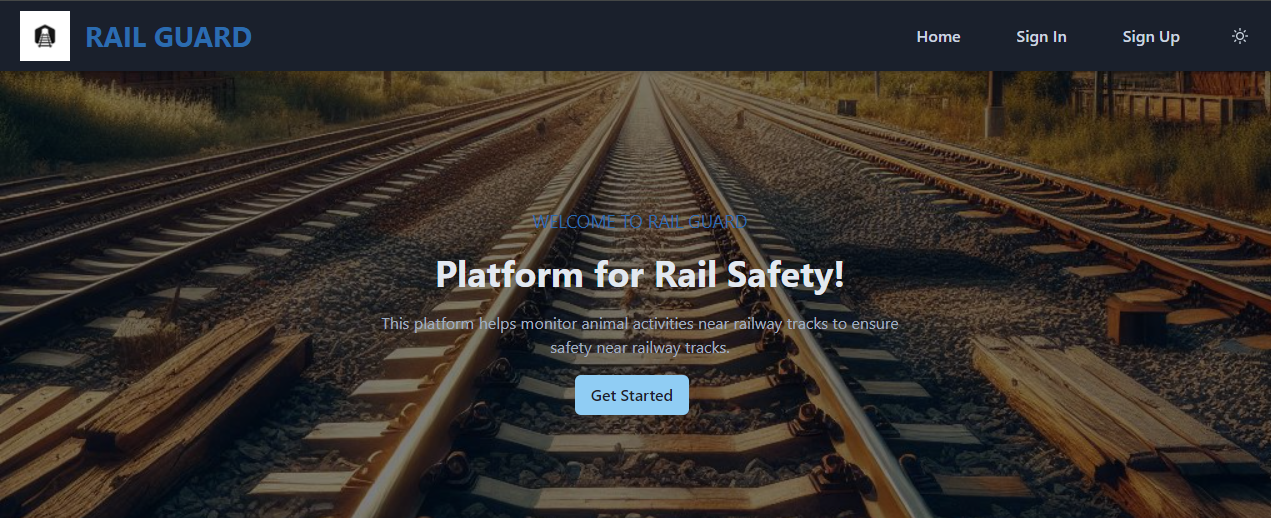 RAIL GUARD
Home
Sign In
Sign Up
WELCOME TO RAIL GUARD
Platform for Rail Safety!
This platform helps monitor animal activities near railway tracks to ensure
safety near railway tracks.
Get Started